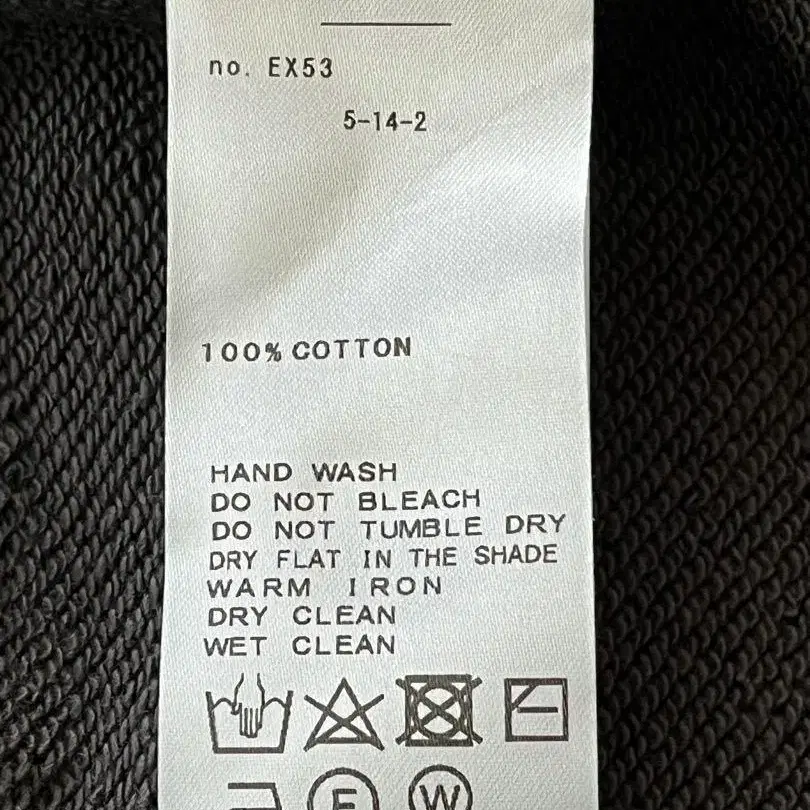 no. EX53
5-14-2
100% COTTON
HAND WASH
DO NOT BLEACH
DO NOT TUMBLE DRY
DRY FLAT IN THE SHADE
WARM IRON
DRY CLEAN
WET CLEAN
F W